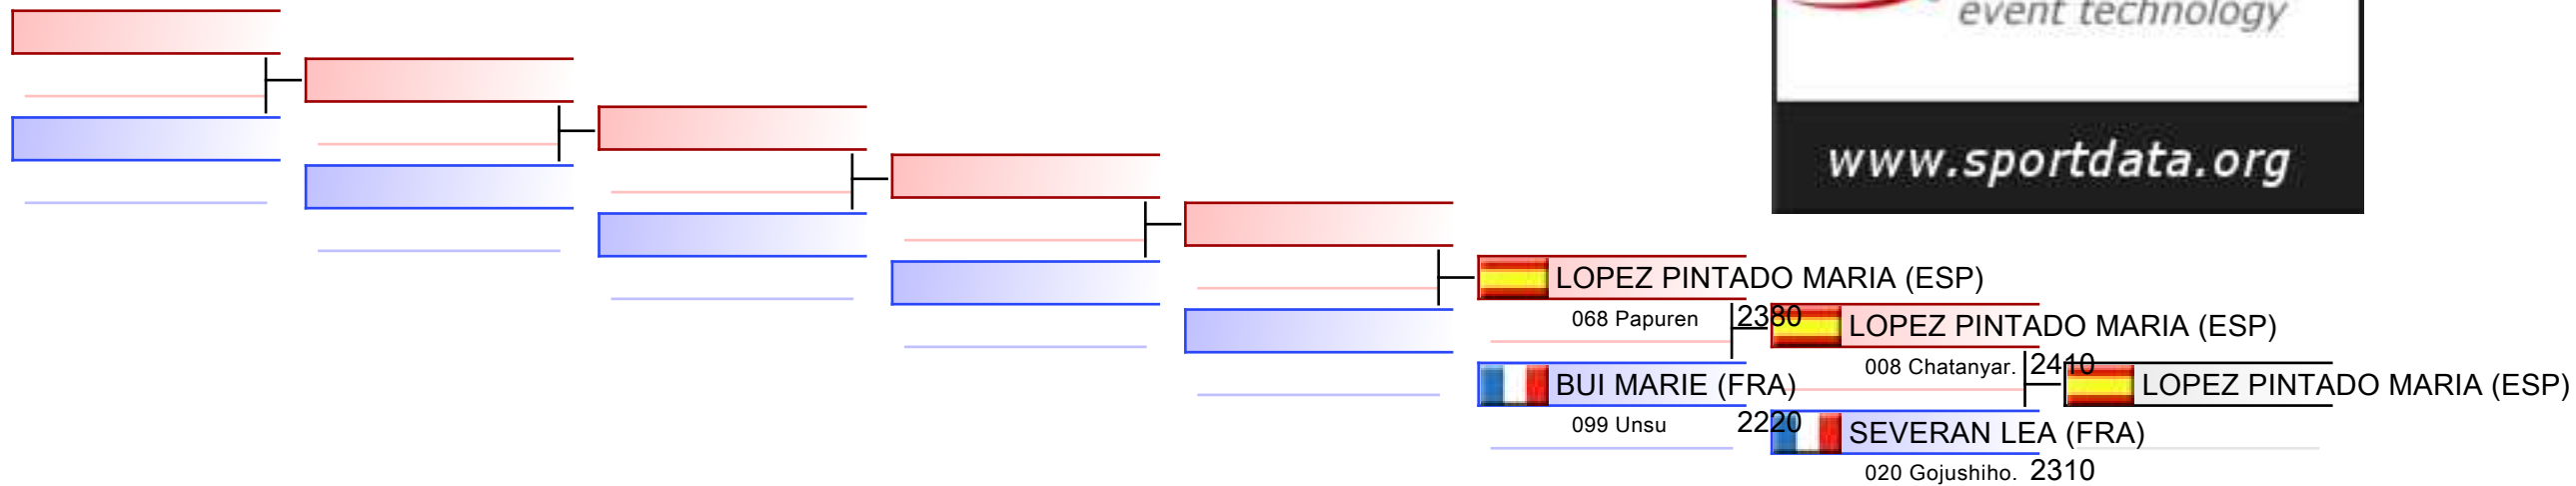 event technology
www.sportdata.org
LOPEZ PINTADO MARIA (ESP)
068 Papuren 2380
BUI MARIE (FRA)
099 Unsu 2220
LOPEZ PINTADO MARIA (ESP)
008 Chatanyar. 2410
SEVERAN LEA (FRA)
020 Gojushiho. 2310
LOPEZ PINTADO MARIA (ESP)